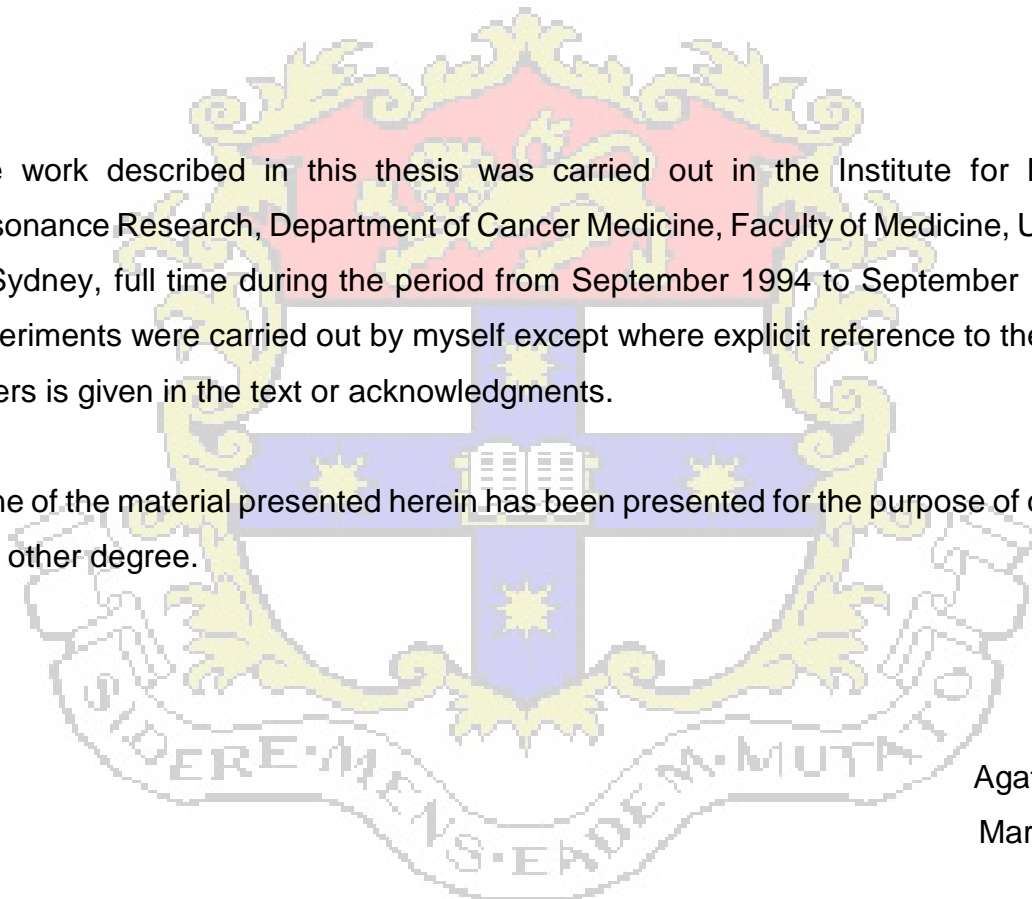 e work described in this thesis was carried out in the Institute for
sonance Research, Department of Cancer Medicine, Faculty of Medicine, U
Sydney, full time during the period from September 1994 to September
eriments were carried out by myself except where explicit reference to the
ers is given in the text or acknowledgments.
ne of the material presented herein has been presented for the purpose of
other degree.
SIDERE·MENS·EADEM·MUTATO
Aga
Mar